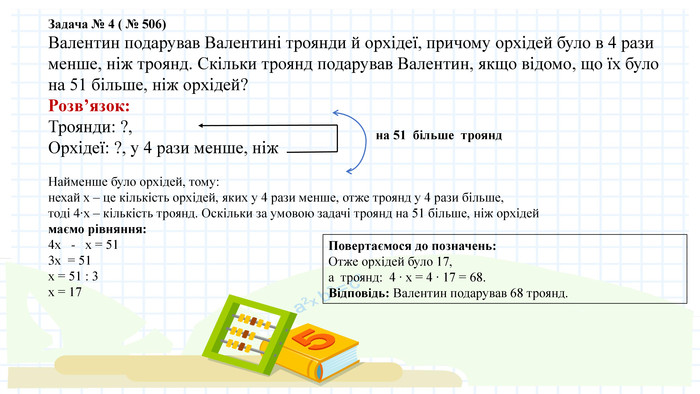 Задача № 4 ( № 506)
Валентин подарував Валентині троянди й орхідеї, причому орхідей було в 4 рази
менше, ніж троянд. Скільки троянд подарував Валентин, якщо відомо, що їх було
на 51 більше, ніж орхідей?
Розв’язок:
Троянди: ?,
Орхідеї: ?, у 4 рази менше, ніж
на 51 більше троянд
Найменше було орхідей, тому:
нехай х – це кількість орхідей, яких у 4 рази менше, отже троянд у 4 рази більше,
тоді 4·х – кількість троянд. Оскільки за умовою задачі троянд на 51 більше, ніж орхідей
маємо рівняння:
4х - х = 51
3х = 51
х = 51 : 3
х = 17
Повертаємося до позначень:
Отже орхідей було 17,
а троянд: 4 · х = 4 · 17 = 68.
Відповідь: Валентин подарував 68 троянд.
5